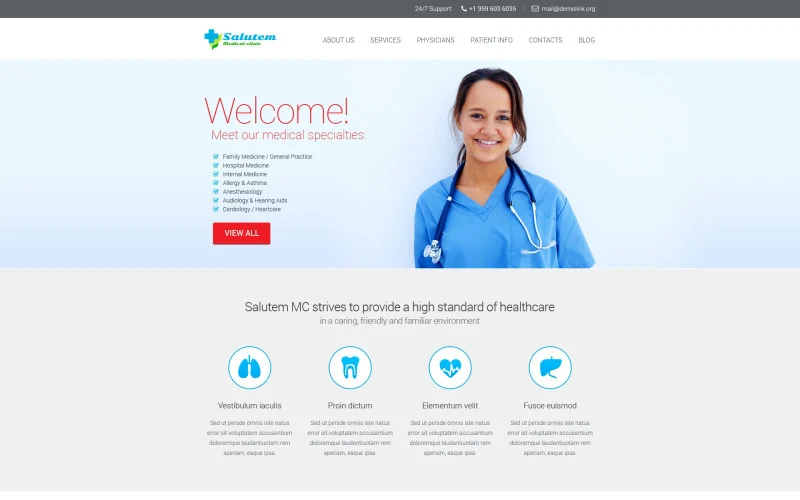 24/7 Support
+1 959 603 6035
mail@demolink.org
Salutem
Medical clinic
ABOUT US
SERVICES
PHYSICIANS
PATIENT INFO
CONTACTS
BLOG
Welcome!
Meet our medical specialties:
Family Medicine / General Practice
Hospital Medicine
Internal Medicine
Allergy & Asthma
Anesthesiology
Audiology & Hearing Aids
Cardiology / Heartcare
VIEW ALL
Salutem MC strives to provide a high standard of healthcare
in a caring, friendly and familiar environment
Vestibulum iaculis
Sed ut perside omnis iste natus
error sit voluptatem accusantium
doloremque laudantiuotam rem
aperiam, eaque ipsa.
Proin dictum
Sed ut perside omnis iste natus
error sit voluptatem accusantium
doloremque laudantiuotam rem
aperiam, eaque ipsa.
Elementum velit
Sed ut perside omnis iste natus
error sit voluptatem accusantium
doloremque laudantiuotam rem
aperiam, eaque ipsa.
Fusce euismod
Sed ut perside omnis iste natus
error sit voluptatem accusantium
doloremque laudantiuotam rem
aperiam, eaque ipsa.